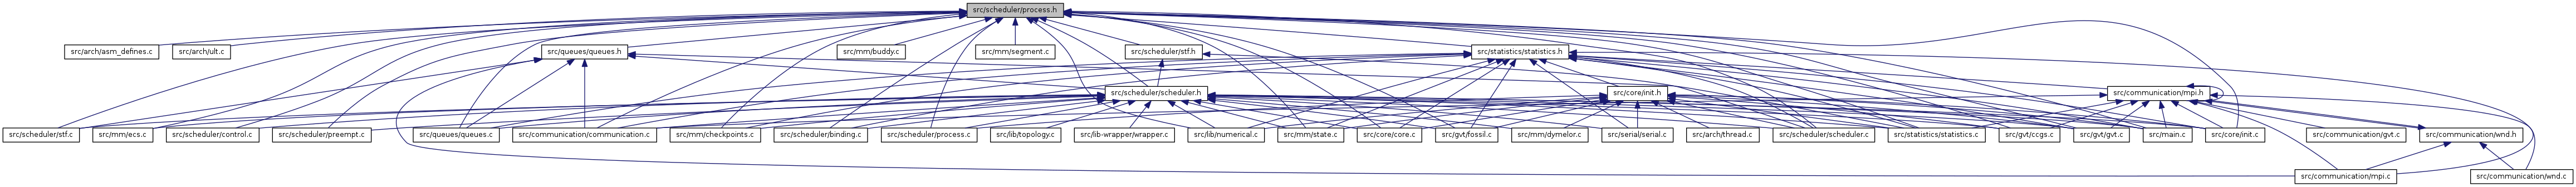 src/scheduler/process.h
src/arch/asm_defines.c
src/arch/ult.c
src/queues/queues.h
src/mm/buddy.c
src/mm/segment.c
src/scheduler/stf.h
src/statistics/statistics.h
src/scheduler/scheduler.h
src/core/init.h
src/communication/mpi.h
src/scheduler/stf.c
src/mm/ecs.c
src/scheduler/control.c
src/scheduler/preempt.c
src/queues/queues.c
src/communication/communication.c
src/mm/checkpoints.c
src/scheduler/binding.c
src/scheduler/process.c
src/lib/topology.c
src/lib-wrapper/wrapper.c
src/lib/numerical.c
src/mm/state.c
src/core/core.c
src/gvt/fossil.c
src/mm/dymelor.c
src/serial/serial.c
src/arch/thread.c
src/scheduler/scheduler.c
src/statistics/statistics.c
src/gvt/ccgs.c
src/gvt/gvt.c
src/main.c
src/core/init.c
src/communication/gvt.c
src/communication/wnd.h
src/communication/mpi.c
src/communication/wnd.c